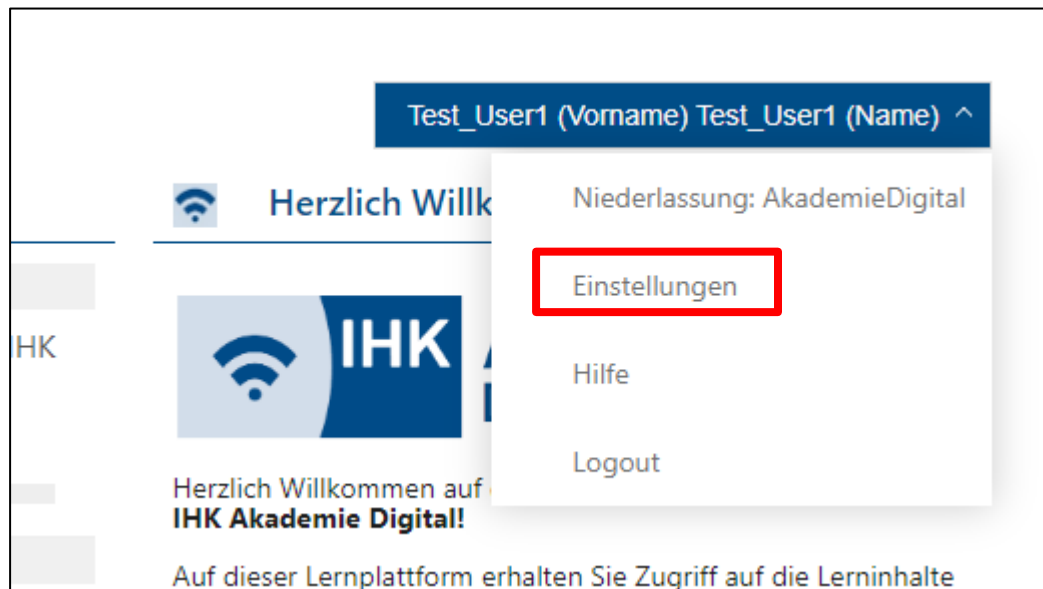 Test_User1 (Vorname) Test_User1 (Name)
Niederlassung: AkademieDigital
Einstellungen
Hilfe
Logout
Herzlich
IHK
IHK
Herzlich Willkommen auf
IHK Akademie Digital!
Auf dieser Lernplattform erhalten Sie Zugriff auf die Lerninhalte